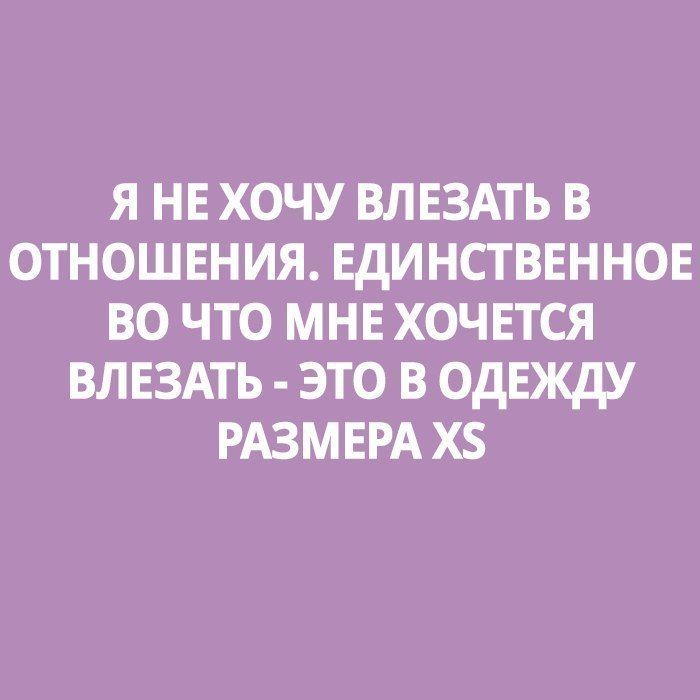 Я НЕ ХОЧУ ВЛЕЗАТЬ В
ОТНОШЕНИЯ. ЕДИНСТВЕННОЕ
ВО ЧТО МНЕ ХОЧЕТСЯ
ВЛЕЗАТЬ - ЭТО В ОДЕЖДУ
РАЗМЕРА XS